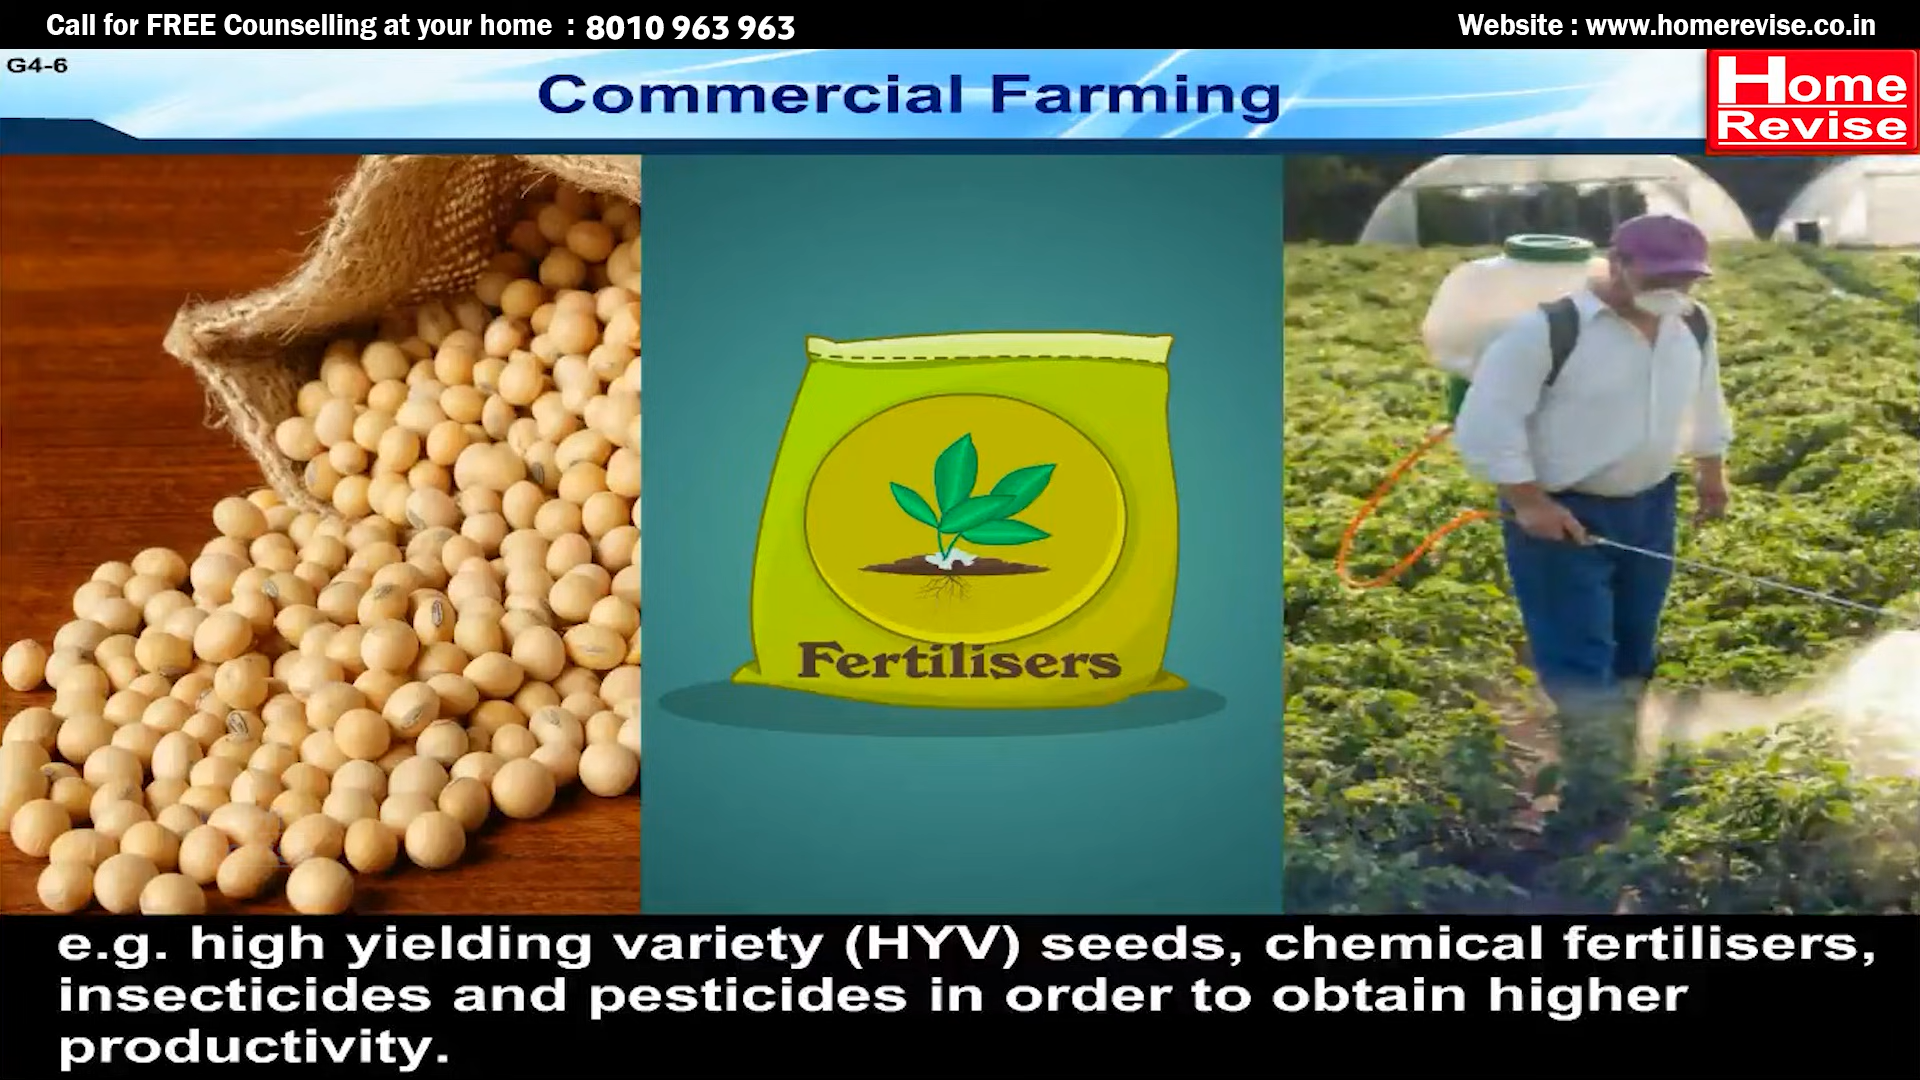 Call for FREE Counselling at your home : 8010 963 963
Website : www.homerevise.co.in
G4-6
Commercial Farming
Home
Revise
Fertilisers
e.g. high yielding variety (HYV) seeds, chemical fertilisers,
insecticides and pesticides in order to obtain higher
productivity.